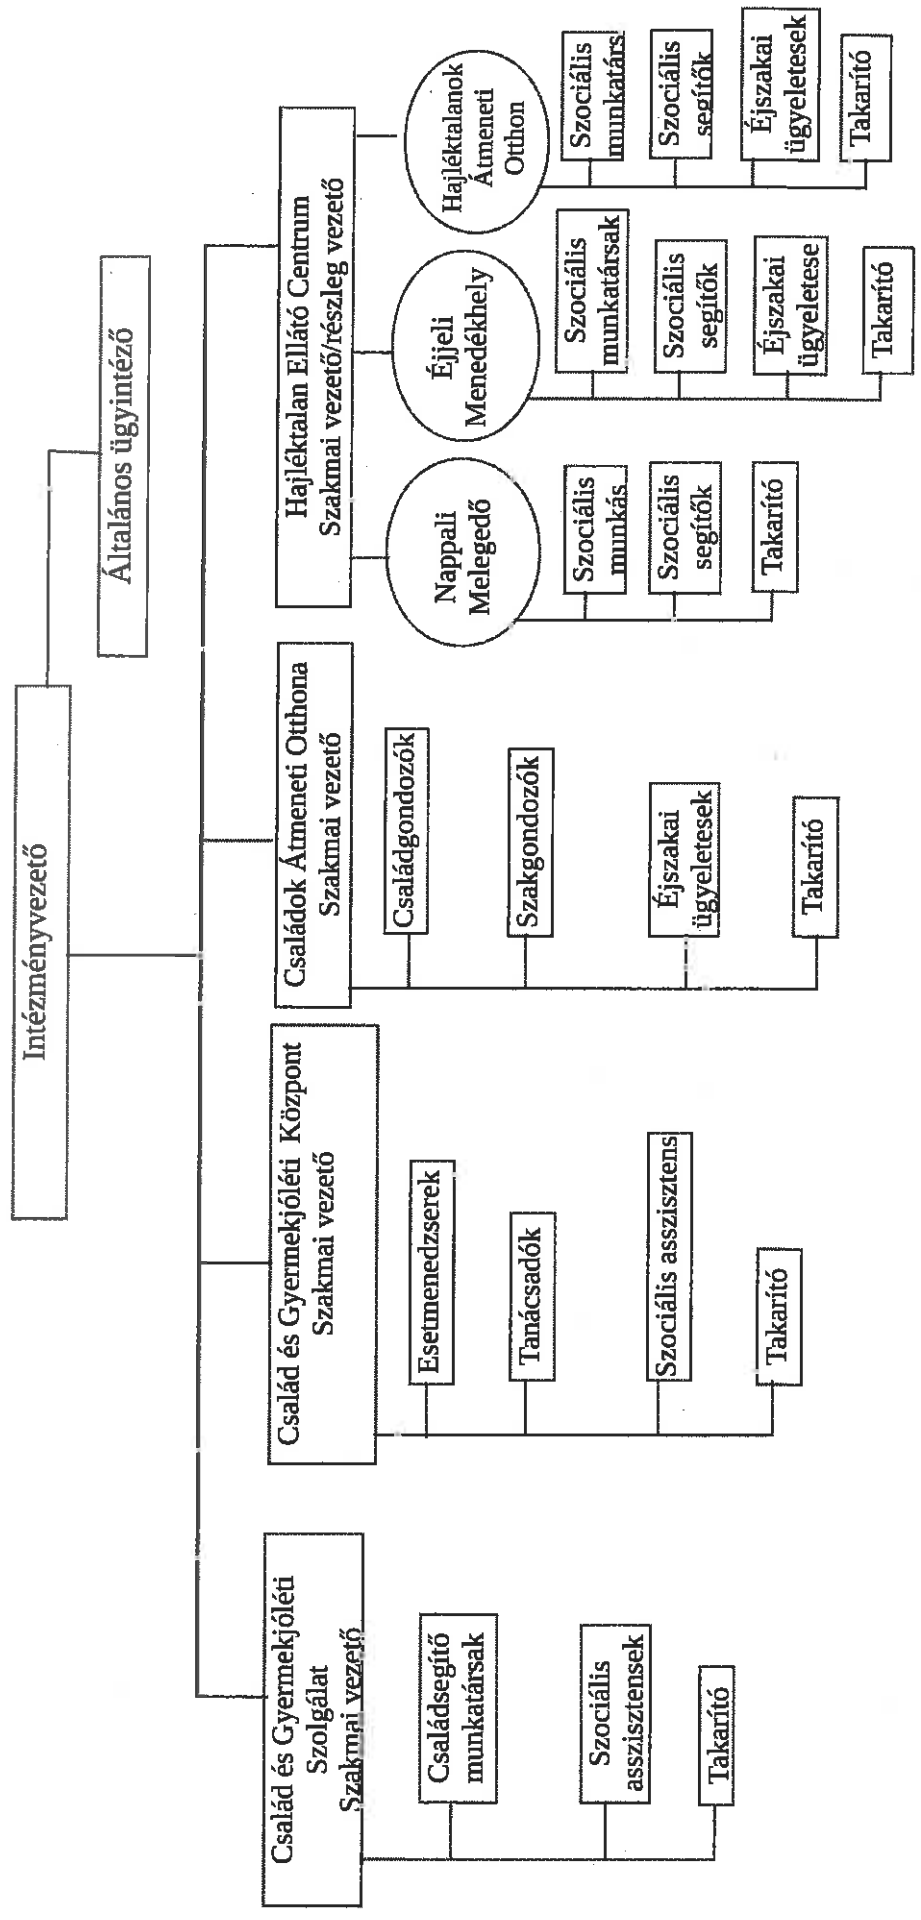 Intézményvezető
Általános ügyintéző
Család és Gyermekjóléti
Szolgálat
Szakmai vezető
Családsegítő
munkatársak
Szociális
asszisztensek
Takarító
Család és Gyermekjóléti Központ
Szakmai vezető
Esetmenedzserek
Tanácsadók
Szociális asszisztens
Takarító
Családok Átmeneti Otthona
Szakmai vezető
Családgondozók
Szakgondozók
Éjszakai
ügyeletesek
Takarító
Hajléktalan Ellátó Centrum
Szakmai vezető/részleg vezető
Nappali
Melegedő
Szociális
munkás
Szociális
segítők
Takarító
Éjjeli
Menedékhely
Szociális
munkatársak
Szociális
segítők
Éjszakai
ügyeletese
Takarító
Hajléktalanok
Átmeneti
Otthon
Szociális
munkatárs
Szociális
segítők
Éjszakai
ügyeletesek
Takarító